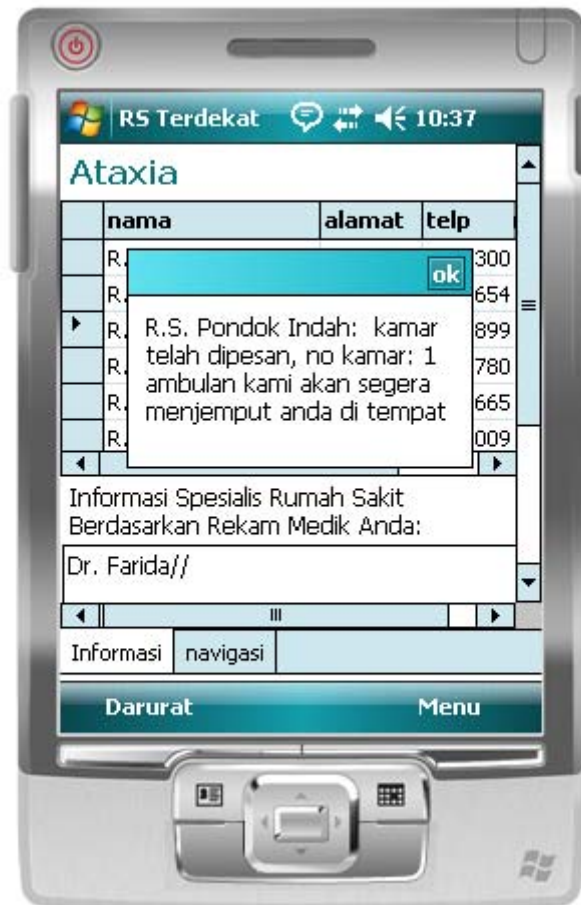 RS Terdekat 10:37
Ataxia
nama alamat telp
R. 300
ok
R. 654
R. 899
R. 780
R. 665
R. 009
R.S. Pondok Indah: kamar
telah dipesan, no kamar: 1
ambulan kami akan segera
menjemput anda di tempat
Informasi Spesialis Rumah Sakit
Berdasarkan Rekam Medik Anda:
Dr. Farida//
Informasi navigasi
Darurat Menu